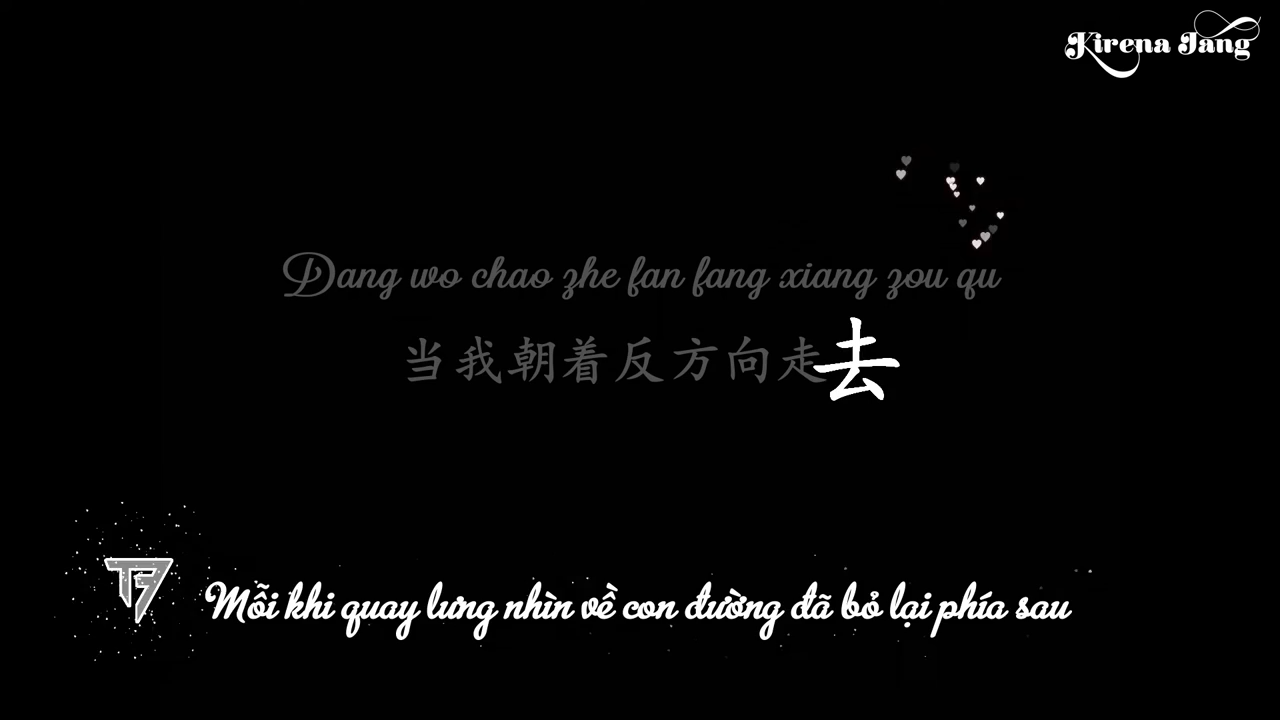 Kirena Jang
Dang wo chao zhe fan fang xiang zou qu
当我朝着反方向走去
TF
Mỗi khi quay lưng nhìn về con đường đã bỏ lại phía sau